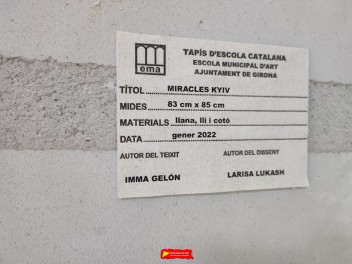 TAPÍS D'ESCOLA CATALANA
ESCOLA MUNICIPAL D'ART
AJUNTAMENT DE GIRONA
ema
TÍTOL MIRACLES KYIV
MIDES 83 cm x 85 cm
MATERIALS llana, lli i cotó
DATA gener 2022
AUTOR DEL TEIXIT AUTOR DEL DISSENY
IMMA GELÓN LARISA LUKASH